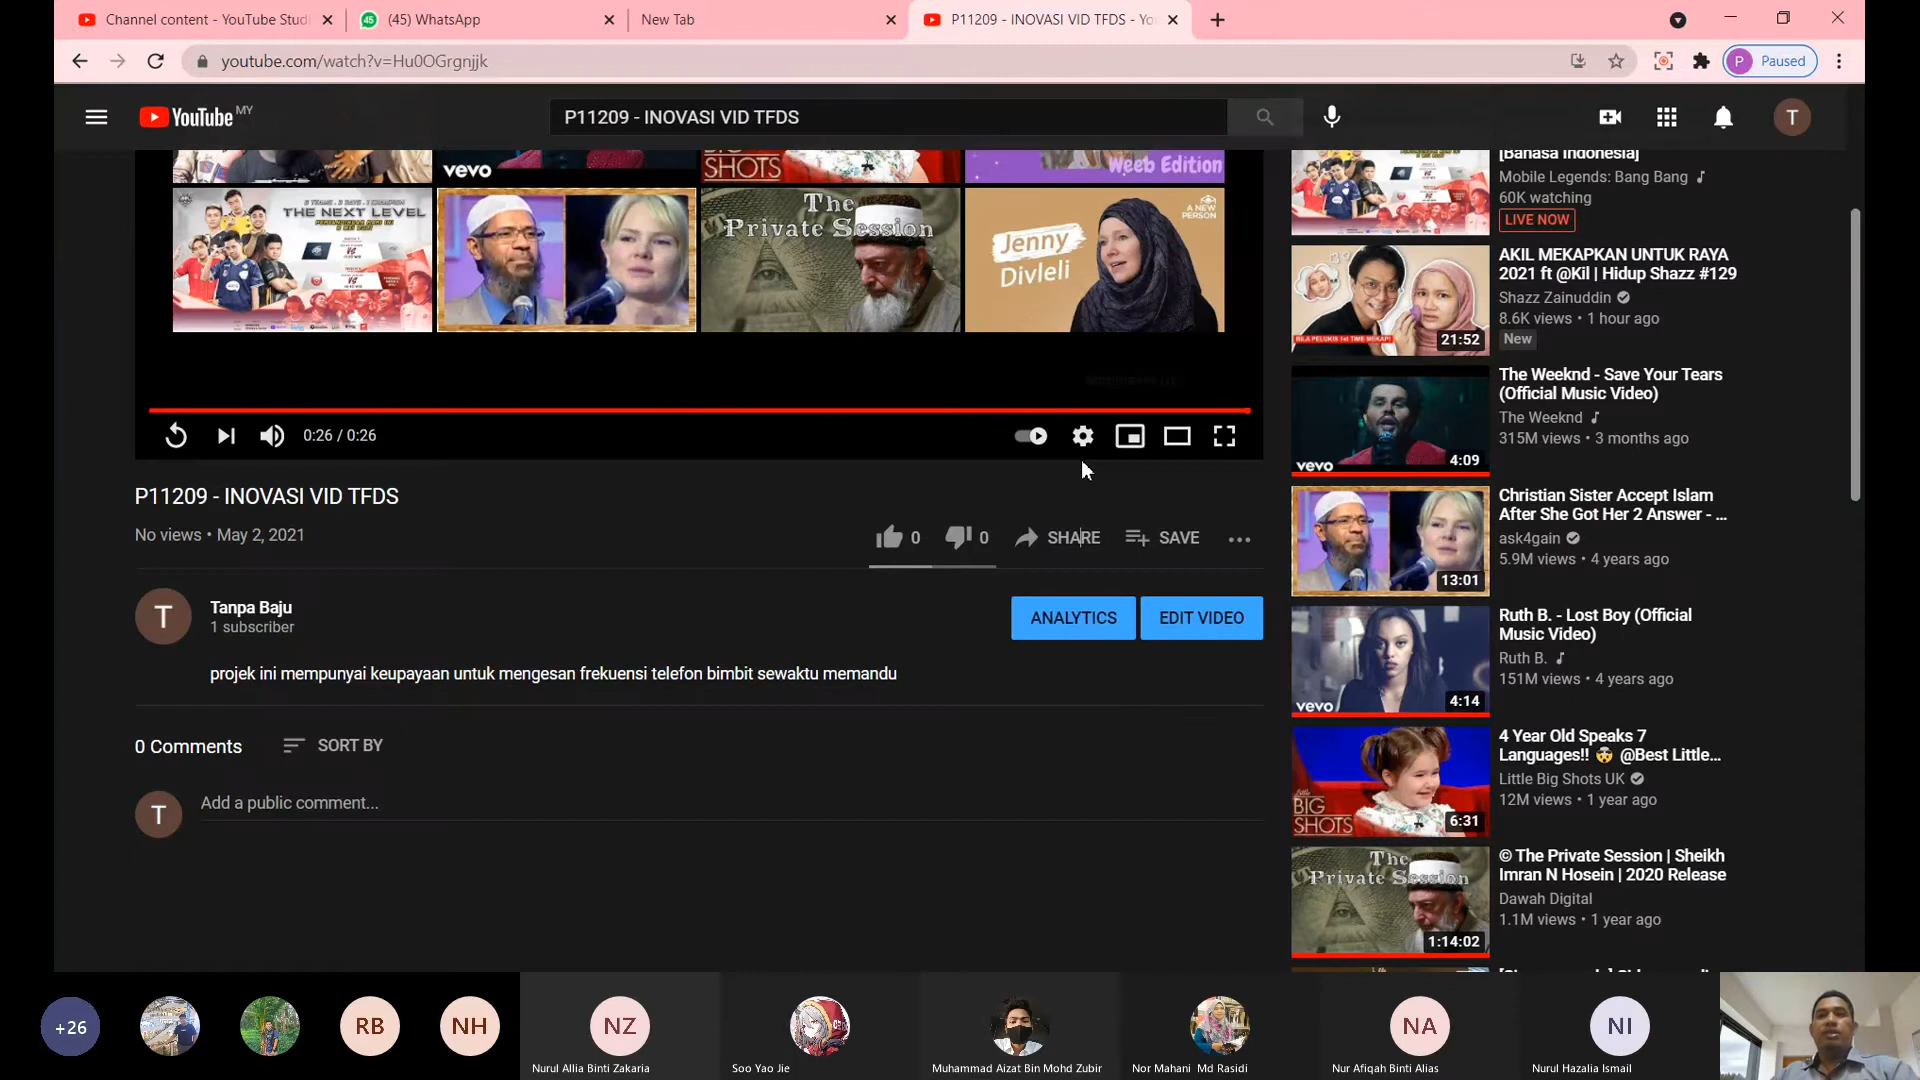 Channel content - YouTube Studi
(45) WhatsApp
New Tab
P11209 - INOVASI VID TFDS - Yo
youtube.com/watch?v=Hu0OGrgnjjk
P
Paused
YouTube MY
P11209 - INOVASI VID TFDS
T
vevo
BIG
SHOTS
Weeb Edition
THE NEXT LEVEL
The
Private Session
Jenny
Divleli
A NEW
PERSON
0:26 / 0:26
P11209 - INOVASI VID TFDS
No views • May 2, 2021
0
0
SHARE
SAVE
T
Tanpa Baju
1 subscriber
ANALYTICS
EDIT VIDEO
projek ini mempunyai keupayaan untuk mengesan frekuensi telefon bimbit sewaktu memandu
0 Comments
SORT BY
T
Add a public comment...
[Bahasa Indonesia]
Mobile Legends: Bang Bang
60K watching
LIVE NOW
AKIL MEKAPKAN UNTUK RAYA
2021 ft @Kil | Hidup Shazz #129
Shazz Zainuddin
8.6K views • 1 hour ago
New
21:52
The Weeknd - Save Your Tears
(Official Music Video)
The Weeknd
315M views • 3 months ago
vevo
4:09
Christian Sister Accept Islam
After She Got Her 2 Answer - ...
ask4gain
5.9M views • 4 years ago
13:01
Ruth B. - Lost Boy (Official
Music Video)
Ruth B.
151M views • 4 years ago
vevo
4:14
4 Year Old Speaks 7
Languages!! 🤯 @Best Little...
Little Big Shots UK
12M views • 1 year ago
Little
BIG
SHOTS
6:31
© The Private Session | Sheikh
Imran N Hosein | 2020 Release
Dawah Digital
1.1M views • 1 year ago
The
Private Session
1:14:02
+26
RB
NH
NZ
NA
NI
Nurul Allia Binti Zakaria
Soo Yao Jie
Muhammad Aizat Bin Mohd Zubir
Nor Mahani Md Rasidi
Nur Afiqah Binti Alias
Nurul Hazalia Ismail